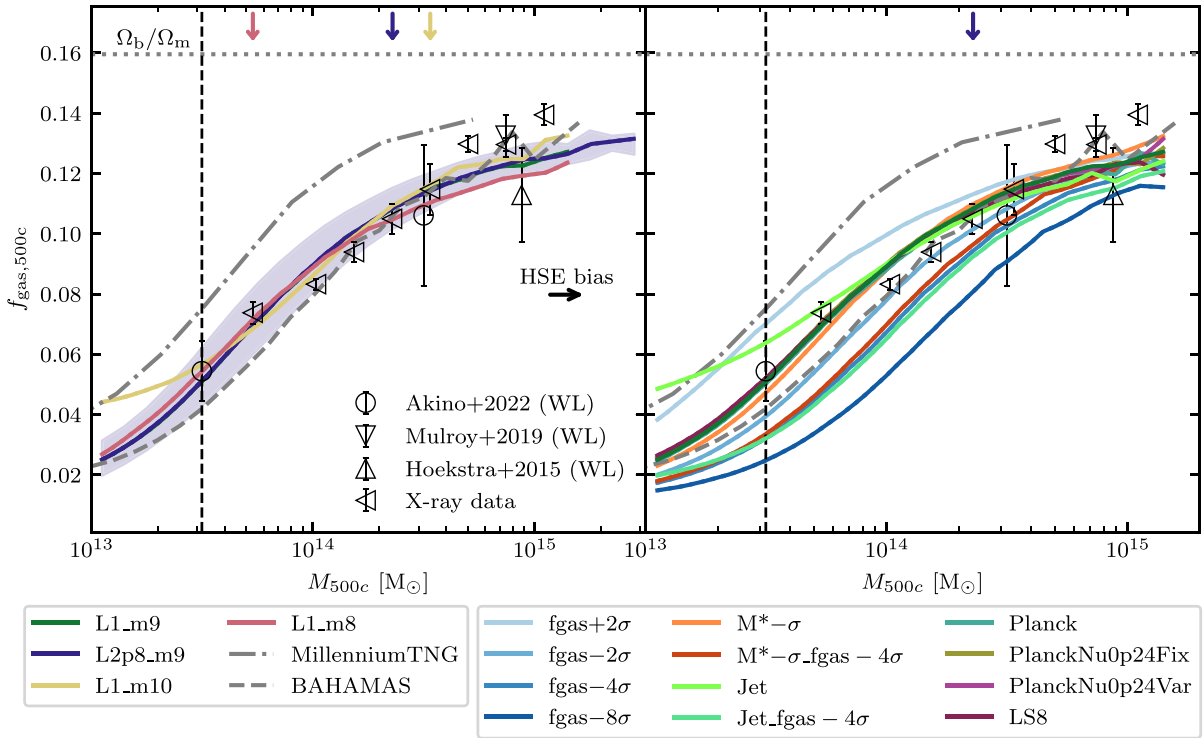 Ω_b/Ω_m
0.16
0.14
0.12
0.10
0.08
0.06
0.04
0.02
f_gas,500c
HSE bias
Akino+2022 (WL)
Mulroy+2019 (WL)
Hoekstra+2015 (WL)
X-ray data
10^13 10^14 10^15 10^13 10^14 10^15
M_500c [M_⊙] M_500c [M_⊙]
L1_m9 L1_m8
L2p8_m9 MillenniumTNG
L1_m10 BAHAMAS
fgas+2σ M*−σ Planck
fgas−2σ M*−σ_fgas − 4σ PlanckNu0p24Fix
fgas−4σ Jet PlanckNu0p24Var
fgas−8σ Jet_fgas − 4σ LS8